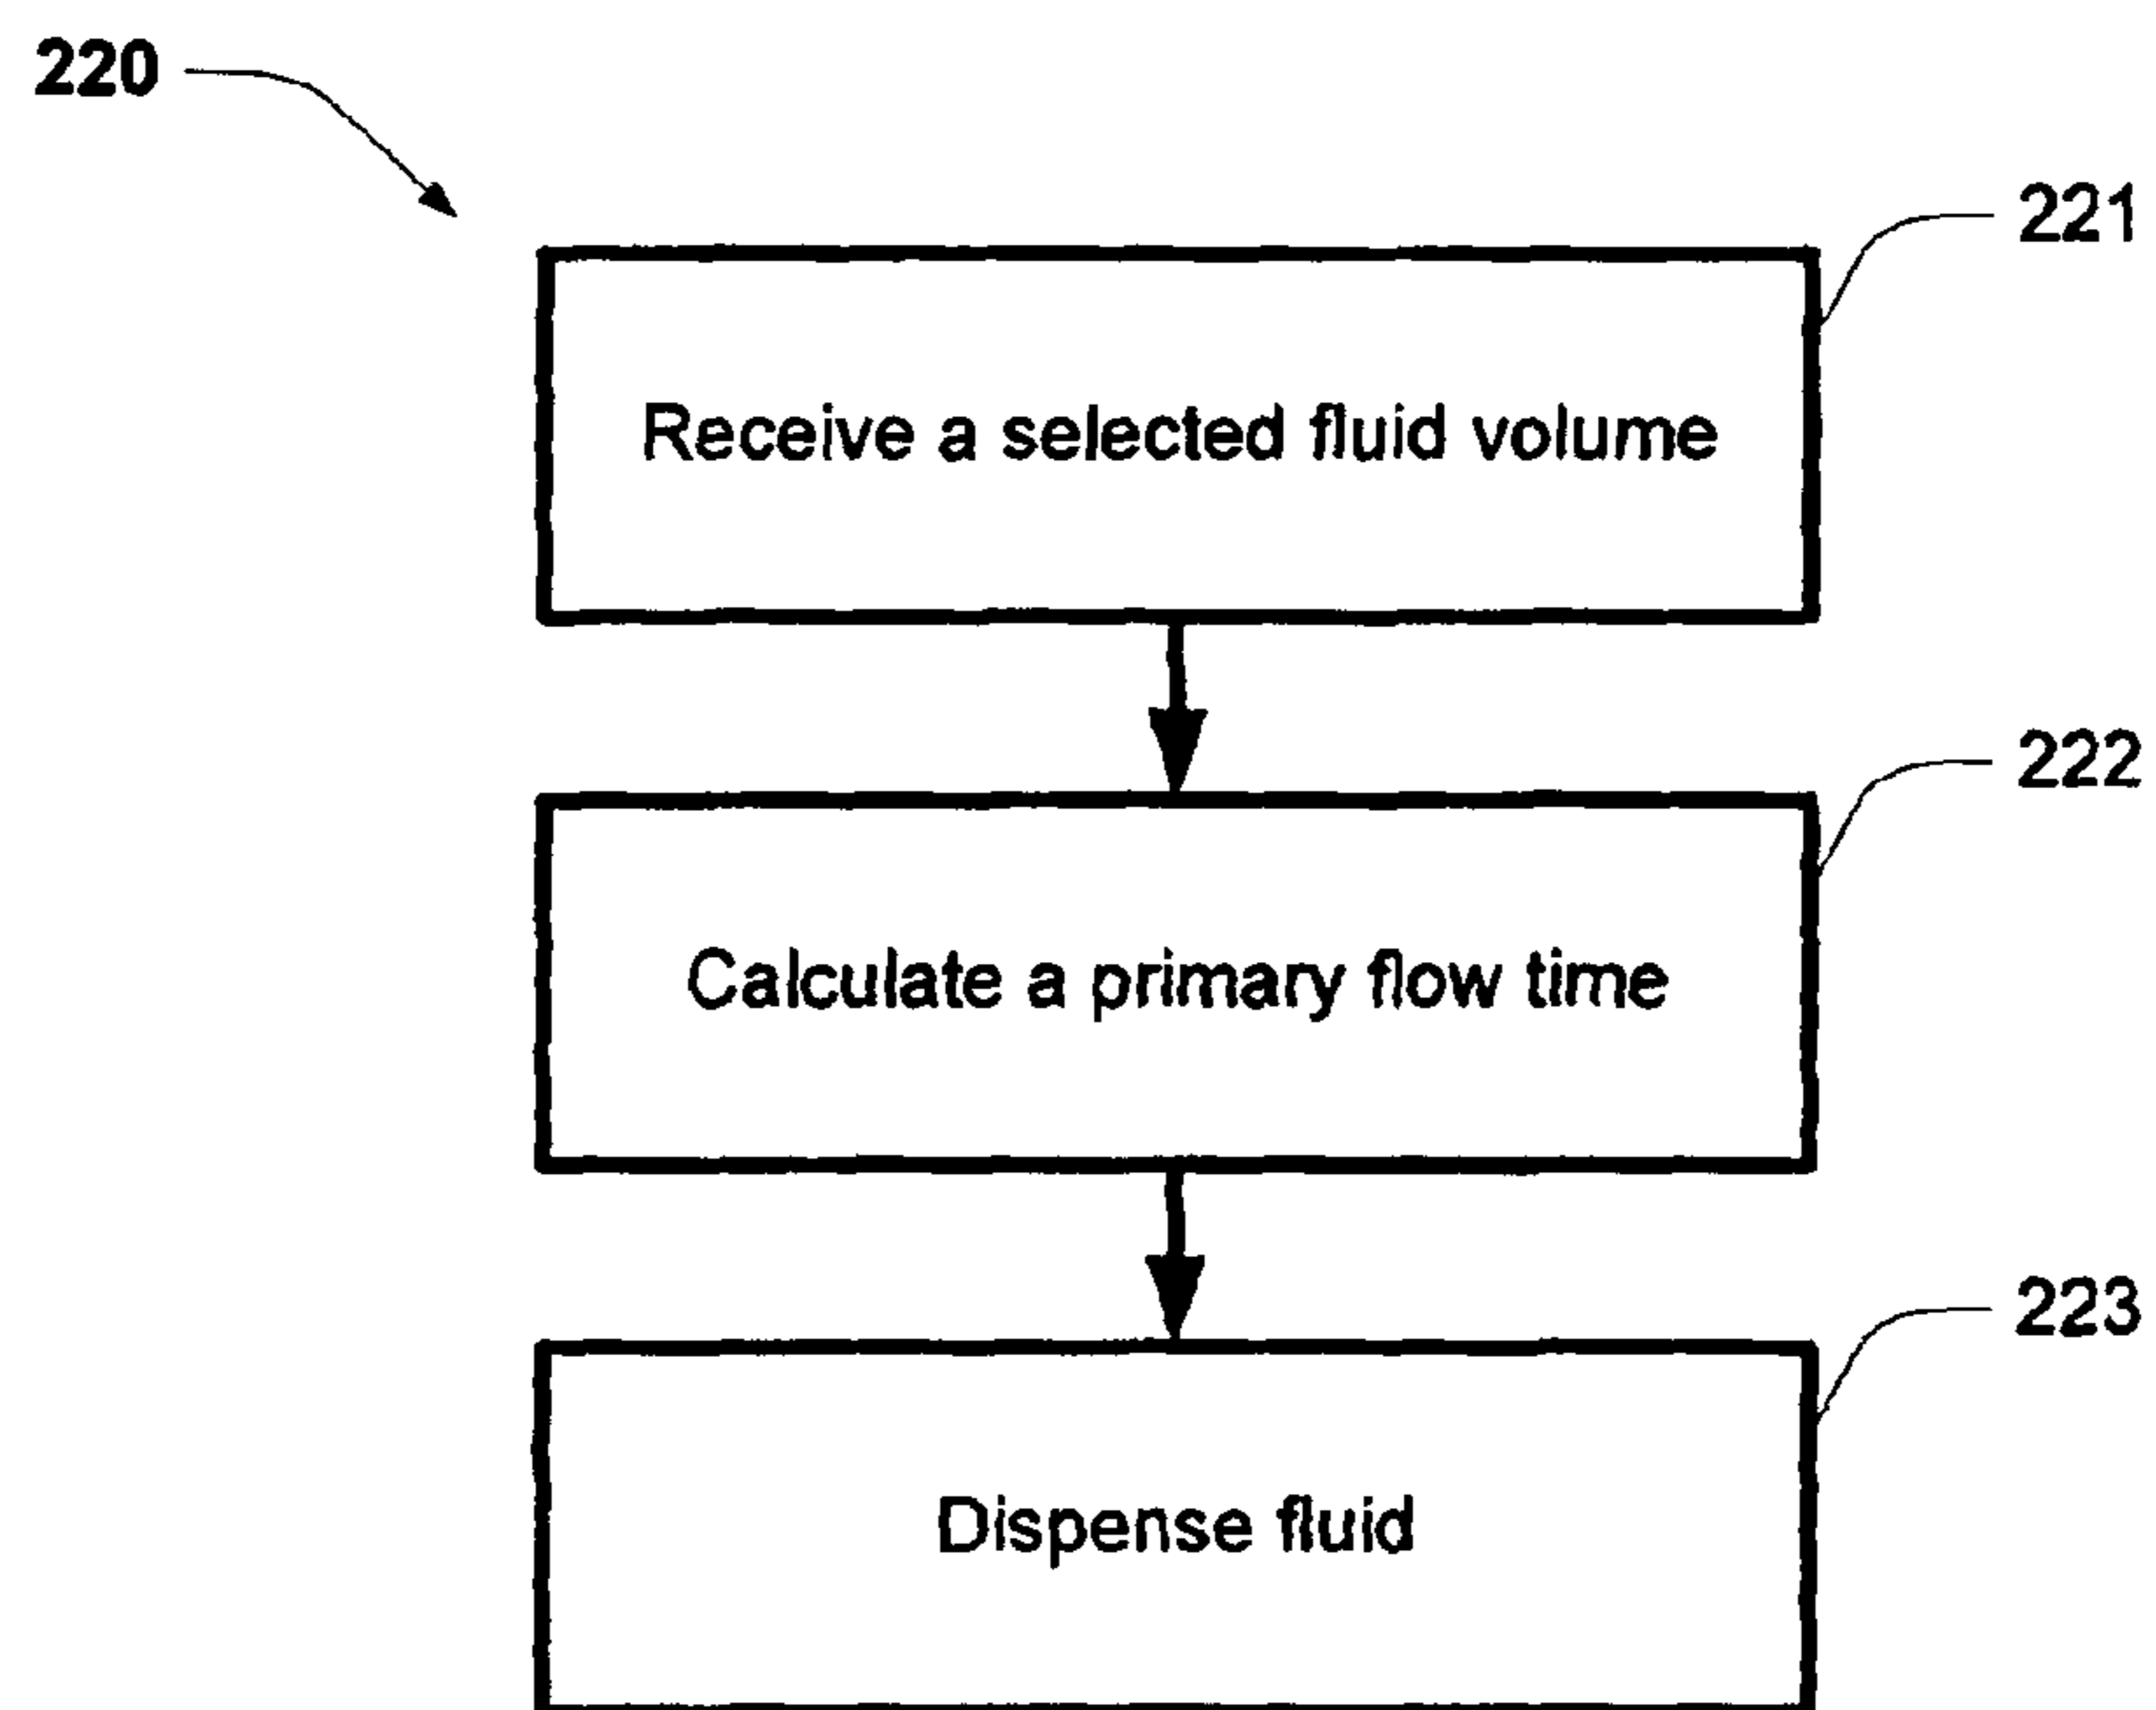 220
221
Receive a selected fluid volume
222
Calculate a primary flow time
223
Dispense fluid